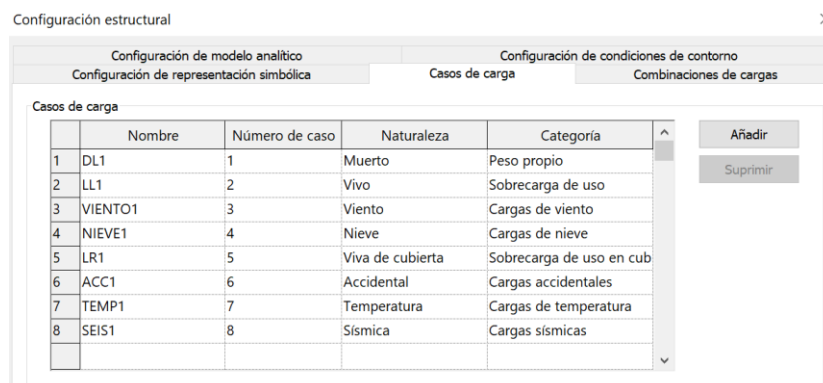 Configuración estructural
Configuración de modelo analítico Configuración de condiciones de contorno
Configuración de representación simbólica Casos de carga Combinaciones de cargas
Casos de carga
Nombre Número de caso Naturaleza Categoría Añadir
1 DL1 1 Muerto Peso propio
Suprimir
2 LL1 2 Vivo Sobrecarga de uso
3 VIENTO1 3 Viento Cargas de viento
4 NIEVE1 4 Nieve Cargas de nieve
5 LR1 5 Viva de cubierta Sobrecarga de uso en cub
6 ACC1 6 Accidental Cargas accidentales
7 TEMP1 7 Temperatura Cargas de temperatura
8 SEIS1 8 Sísmica Cargas sísmicas